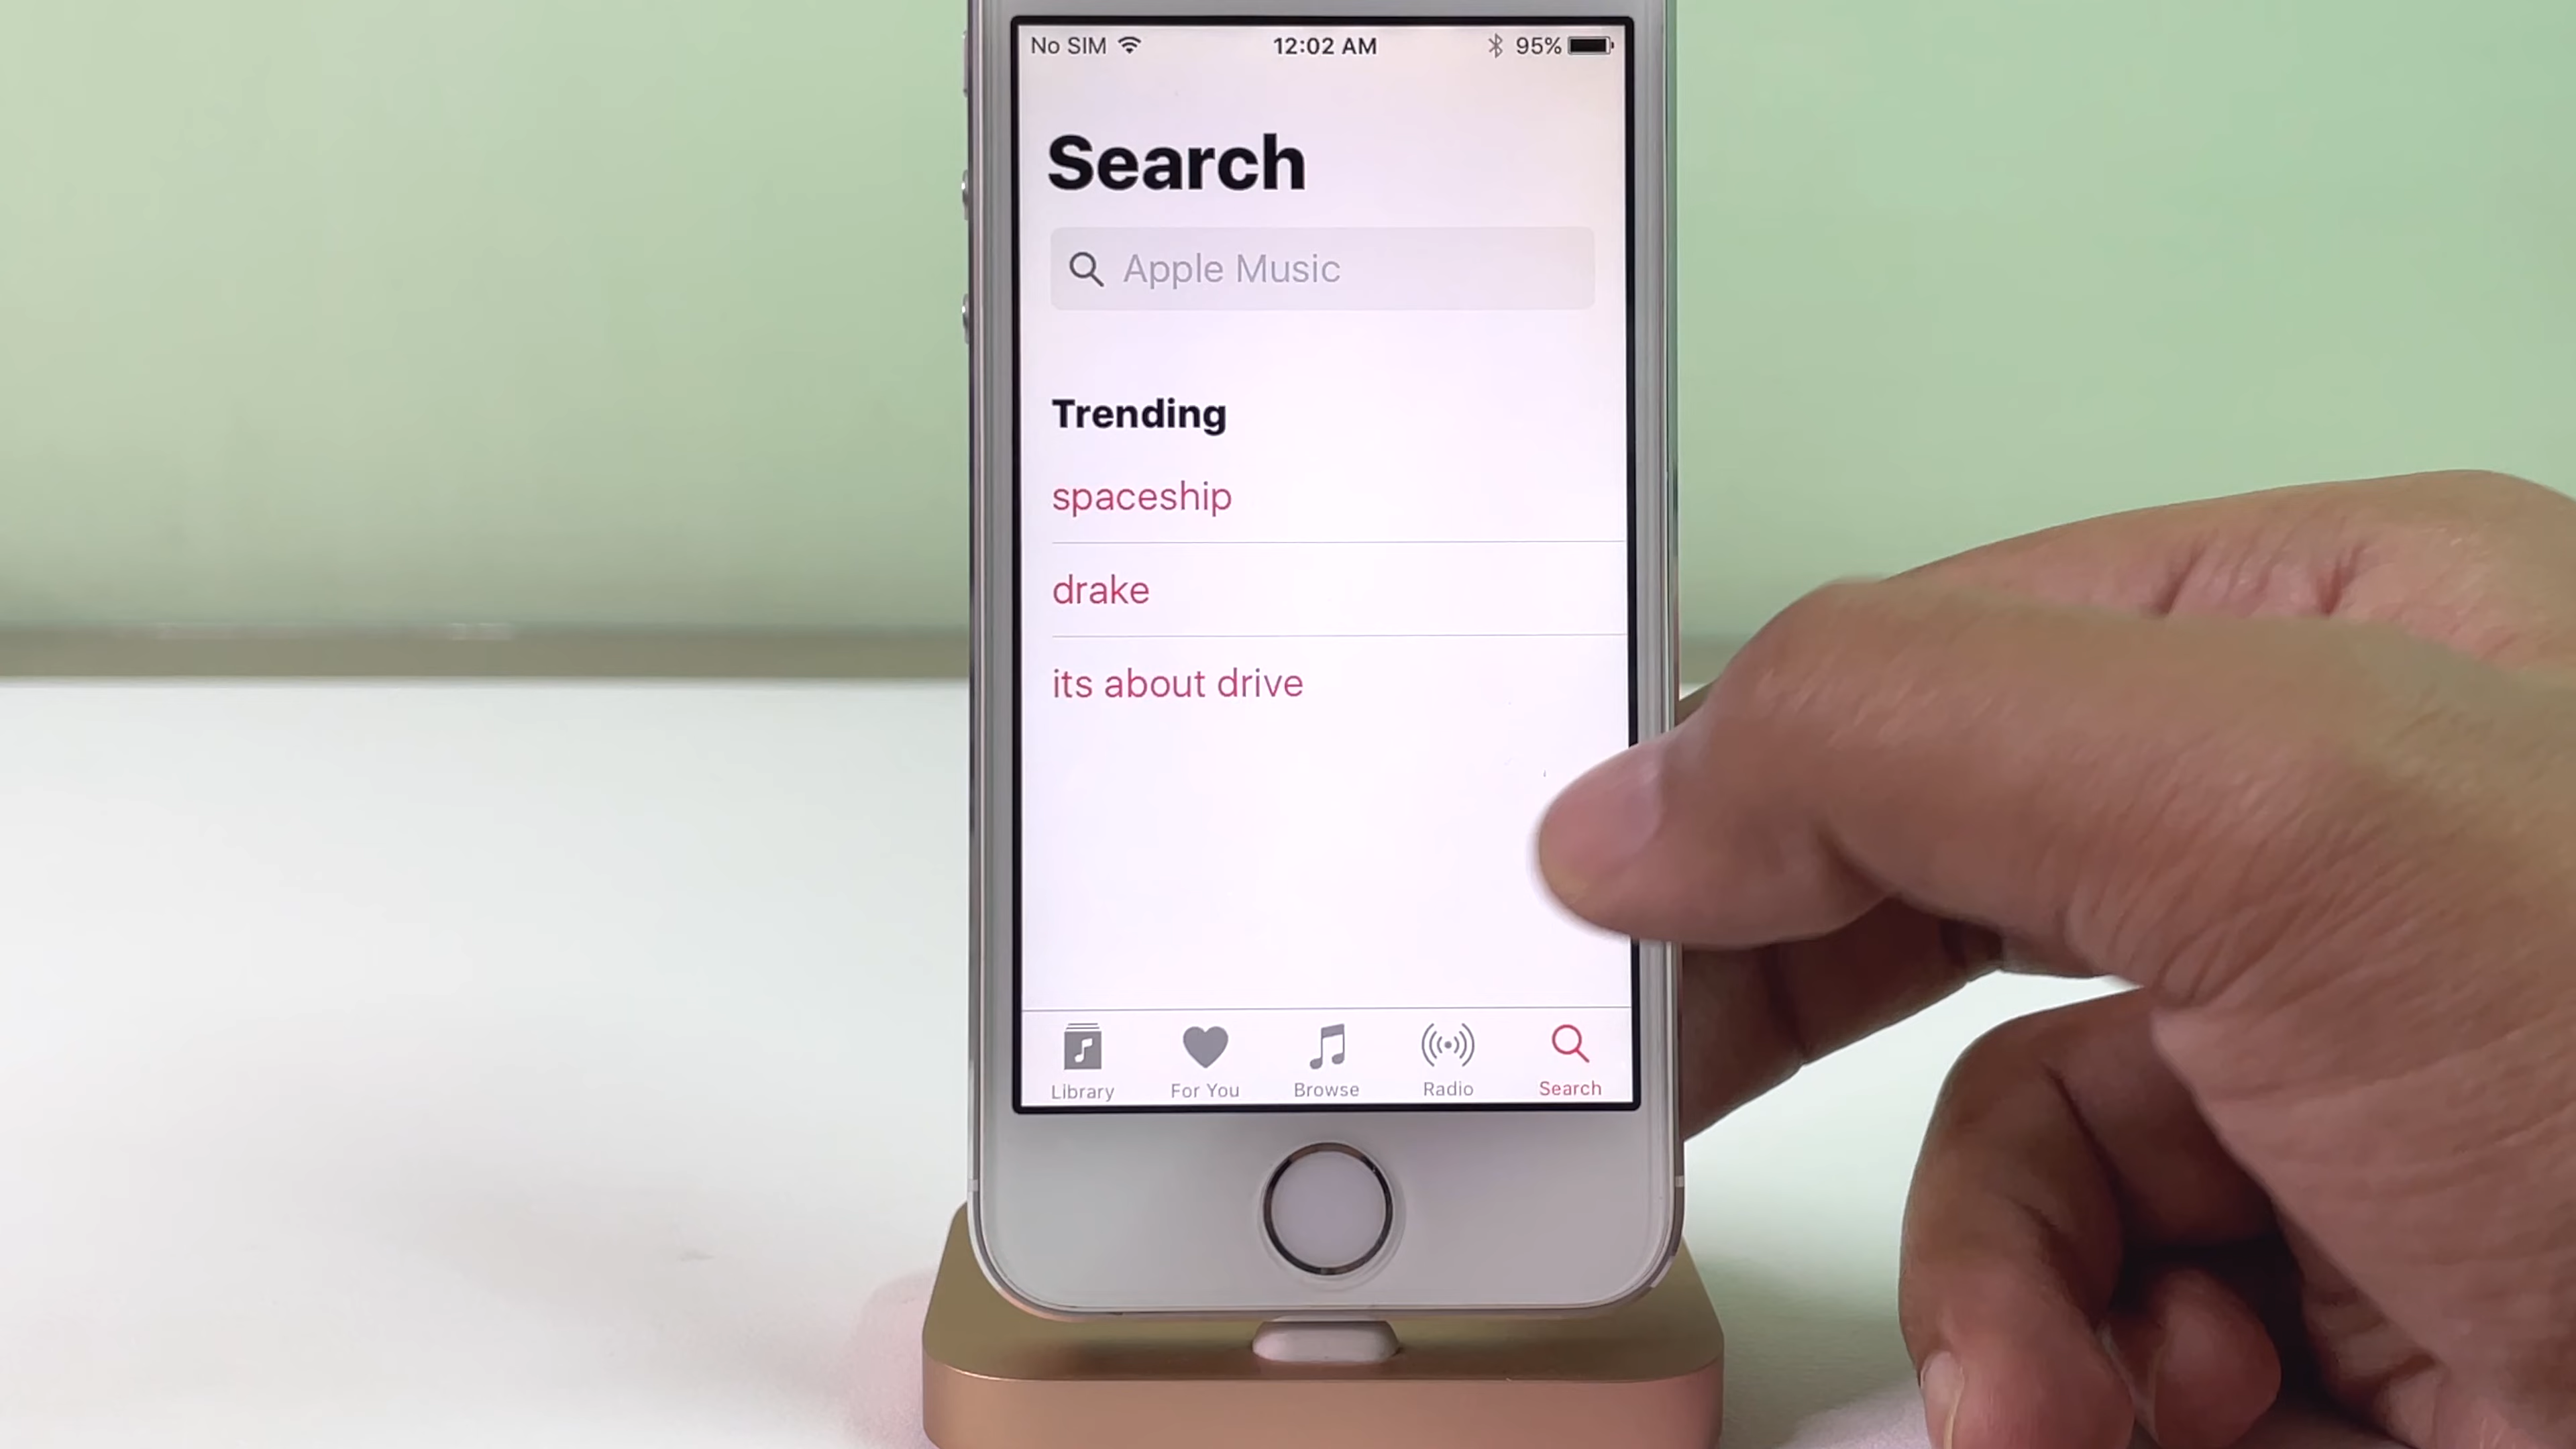 No SIM 12:02 AM 95%
Search
Apple Music
Trending
spaceship
drake
its about drive
Library For You Browse Radio Search